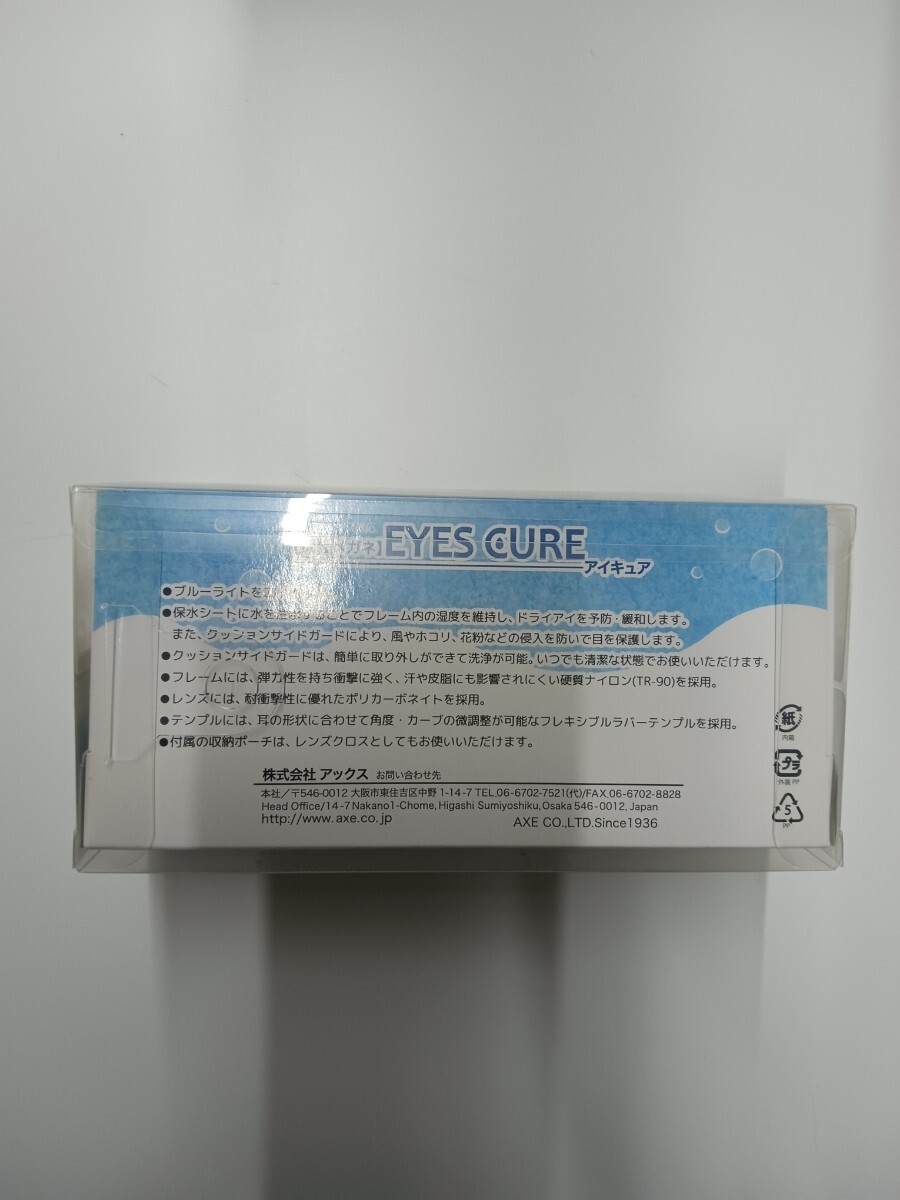 ガネ】EYES CURE
アイキュア
●ブルーライトを
●保水シートに水を ことでフレーム内の湿度を維持し、ドライアイを予防・緩和します。
また、クッションサイドガードにより、風やホコリ、花粉などの侵入を防いで目を保護します。
●クッションサイドガードは、簡単に取り外しができて洗浄が可能。いつでも清潔な状態でお使いいただけます。
●フレームには、弾力性を持ち衝撃に強く、汗や皮脂にも影響されにくい硬質ナイロン(TR-90)を採用。
●レンズには、耐衝撃性に優れたポリカーボネイトを採用。
●テンプルには、耳の形状に合わせて角度・カーブの微調整が可能なフレキシブルラバーテンプルを採用。
●付属の収納ポーチは、レンズクロスとしてもお使いいただけます。
株式会社 アックス お問い合わせ先
本社/〒546-0012 大阪市東住吉区中野 1-14-7 TEL.06-6702-7521(代)/FAX.06-6702-8828
Head Office/14-7 Nakano1-Chome, Higashi Sumiyoshiku, Osaka 546-0012, Japan
http://www.axe.co.jp AXE CO.,LTD.Since1936
紙
内箱
プラ
外装 PP
5
PP